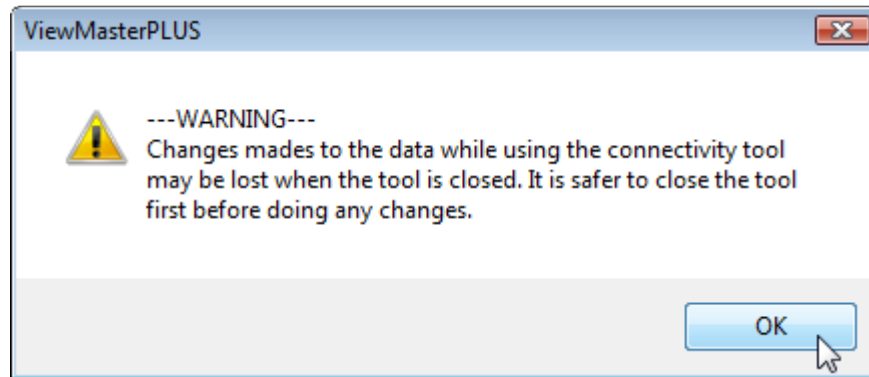 ViewMasterPLUS
---WARNING---
Changes mades to the data while using the connectivity tool
may be lost when the tool is closed. It is safer to close the tool
first before doing any changes.
OK